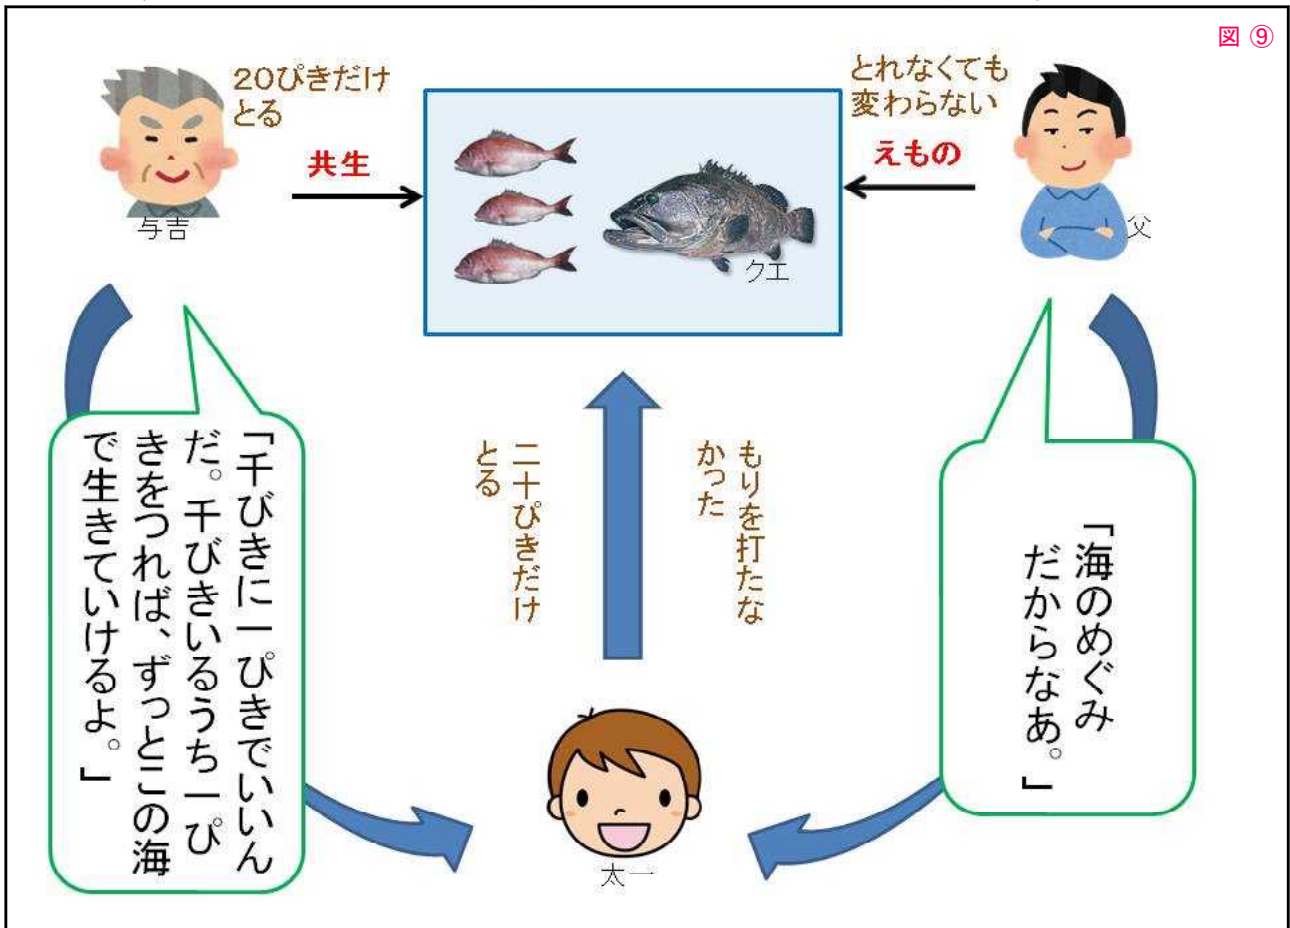 図 ⑨
20ぴきだけ
とる
共生
与吉
とれなくても
変わらない
えもの
父
クエ
「千びきに一ぴきでいいん
だ。千びきいるうち一ぴ
きをつれば、ずっとこの海
で生きていけるよ。」
二十ぴきだけ
とる
もりを打たな
かった
「海のめぐみ
だからなあ。」
太一